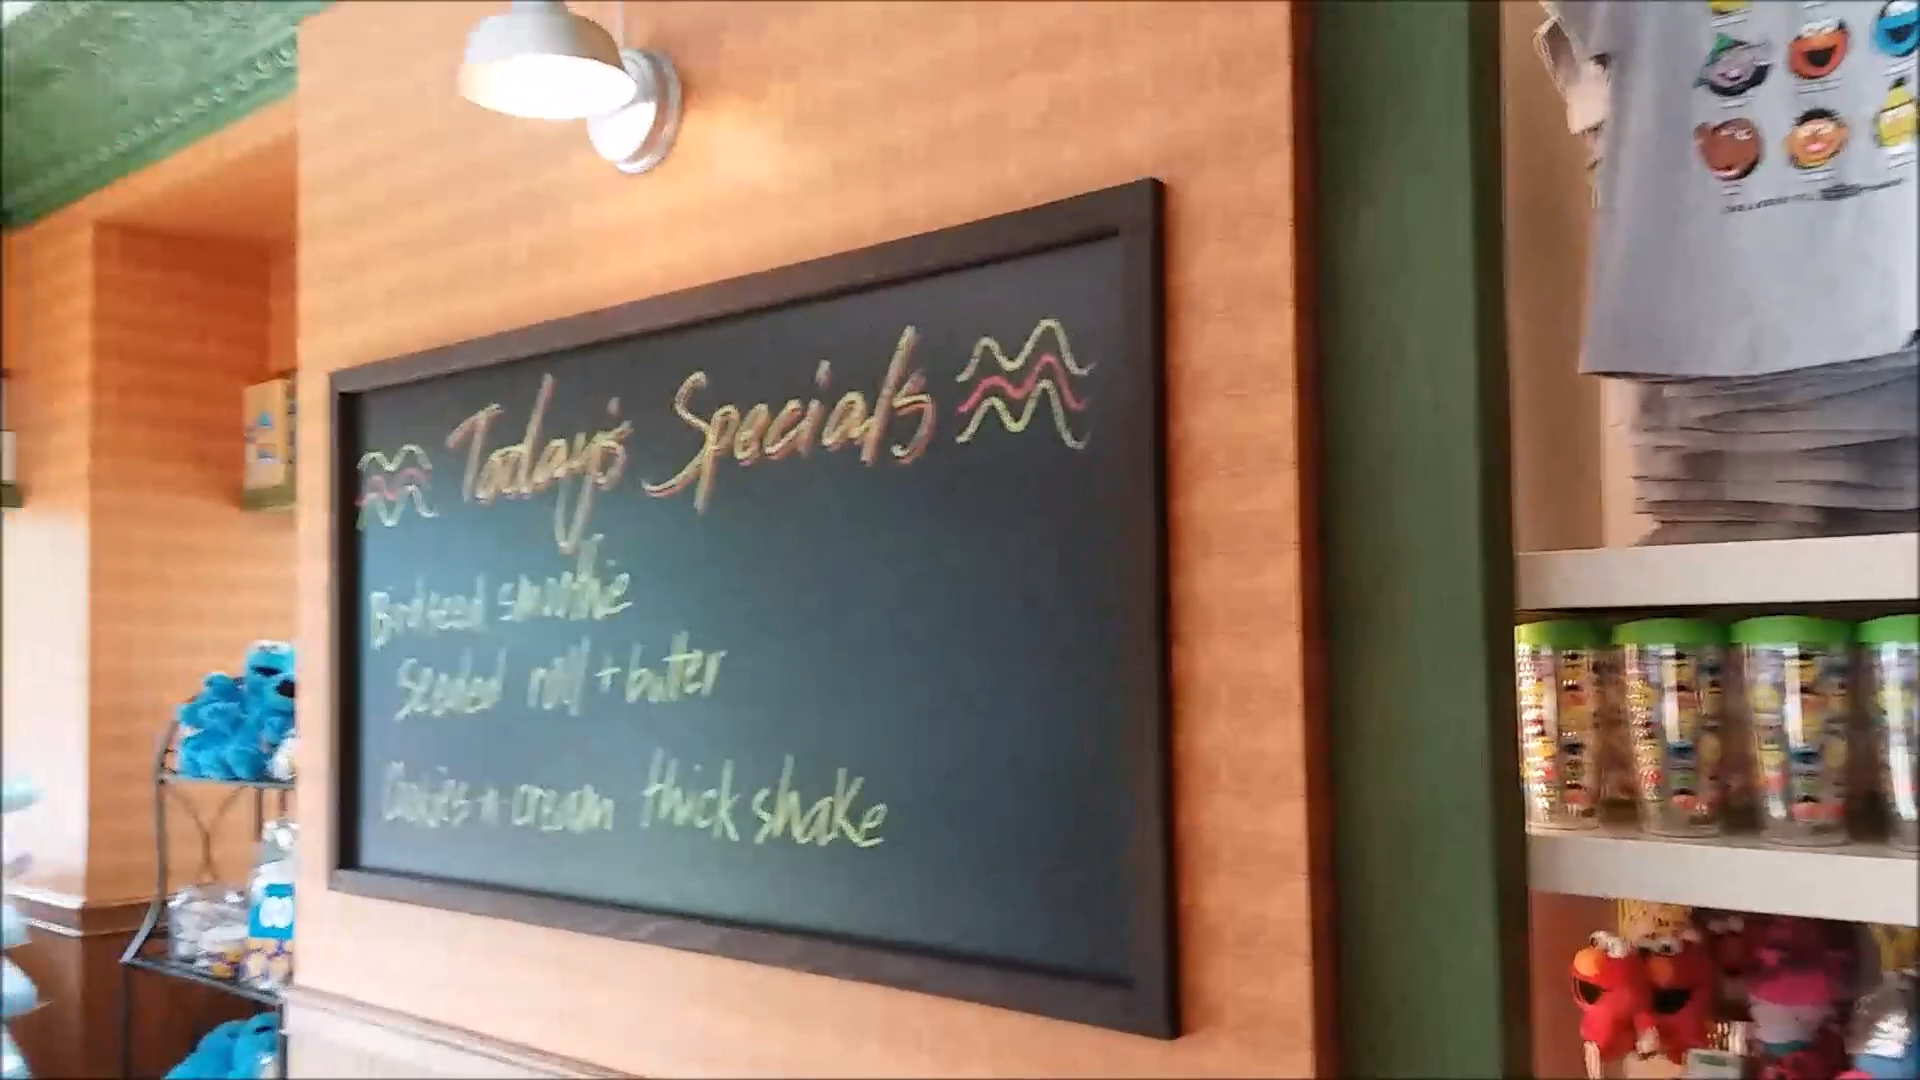 Today's Specials
Birdseed smoothie
Seeded roll + butter
Cookies-n-cream thick shake